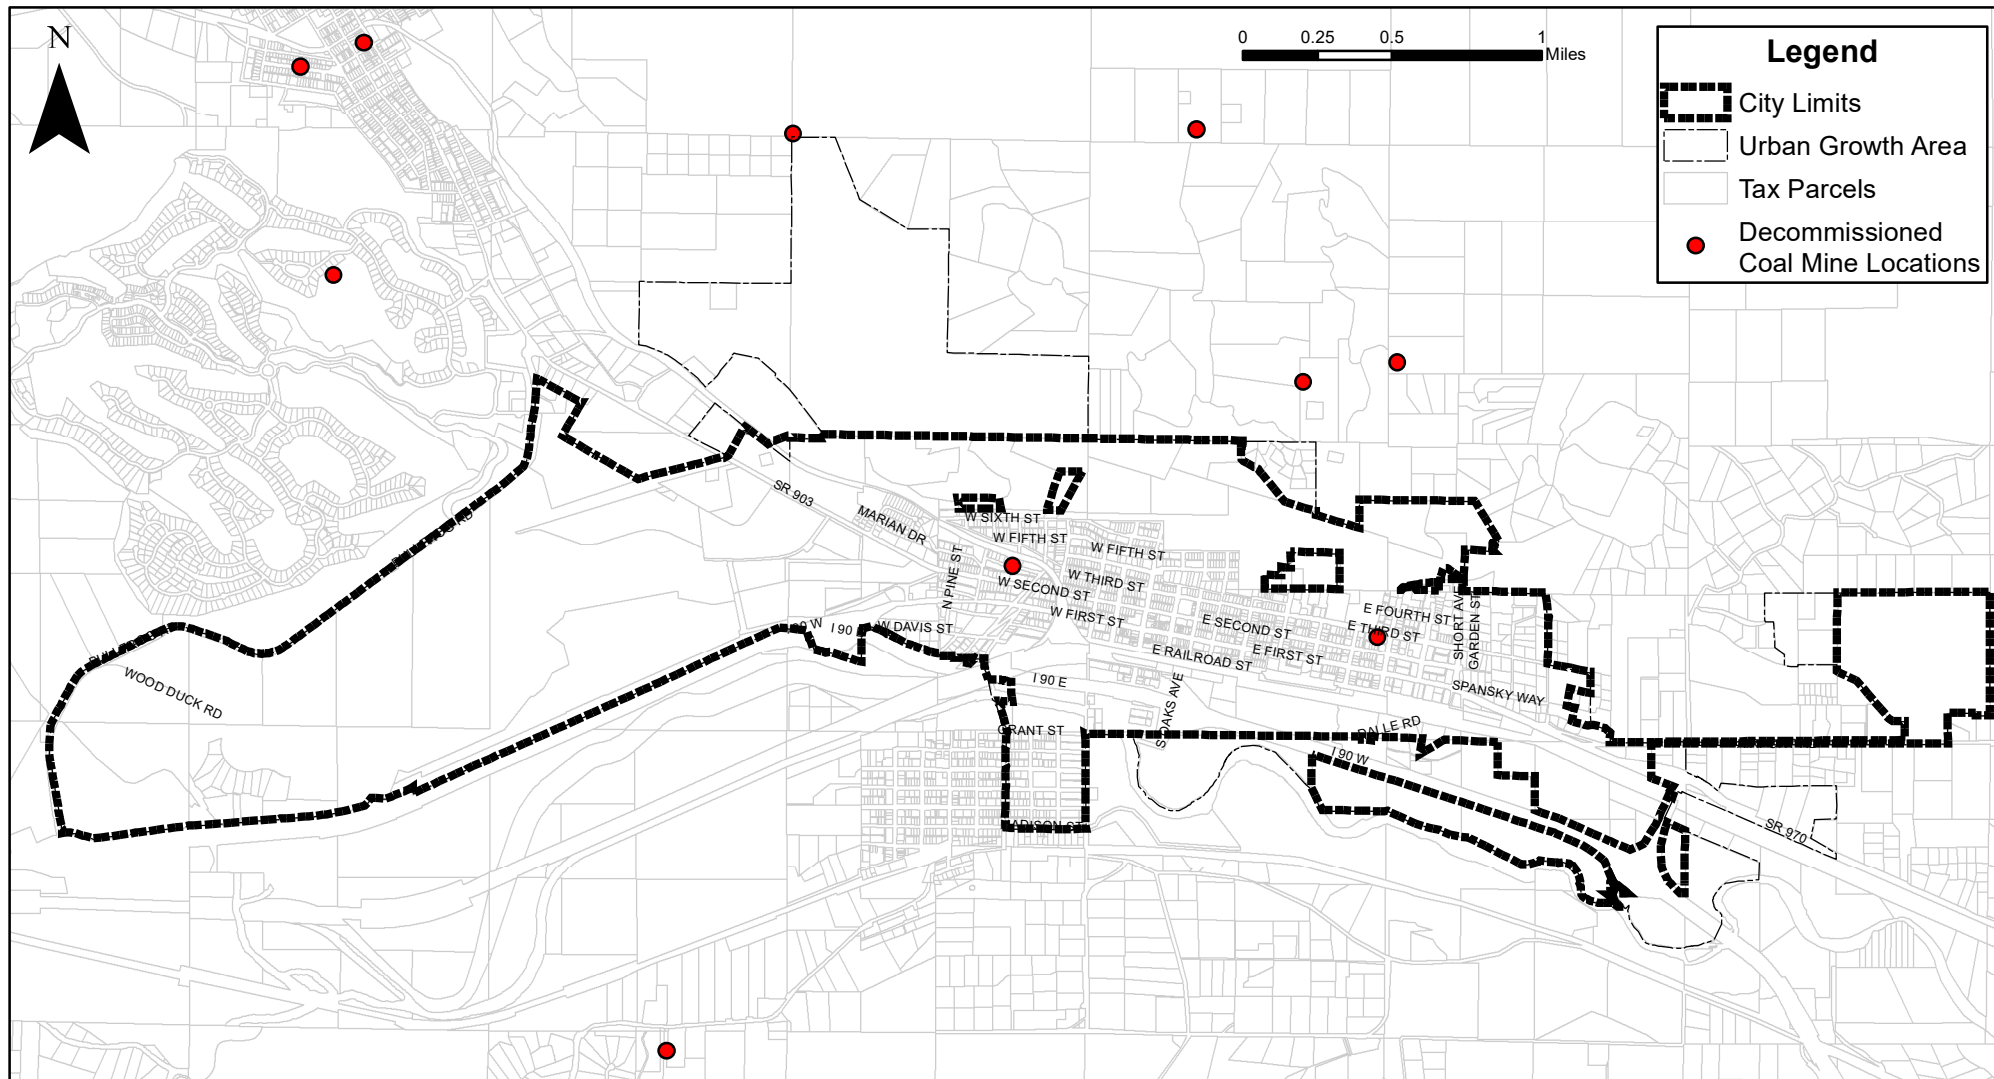 N
0 0.25 0.5 1
Miles
Legend
City Limits
Urban Growth Area
Tax Parcels
Decommissioned
Coal Mine Locations
SR 903
MARIAN DR
W SIXTH ST
W FIFTH ST
W FIFTH ST
N PINE ST
W THIRD ST
W SECOND ST
W FIRST ST
E FOURTH ST
E THIRD ST
E SECOND ST
E FIRST ST
SHORT AVE
GARDEN ST
W DAVIS ST
I 90
E RAILROAD ST
I 90 E
S OAKS AVE
SPANSKY WAY
WOOD DUCK RD
GRANT ST
I 90 W
SR 970